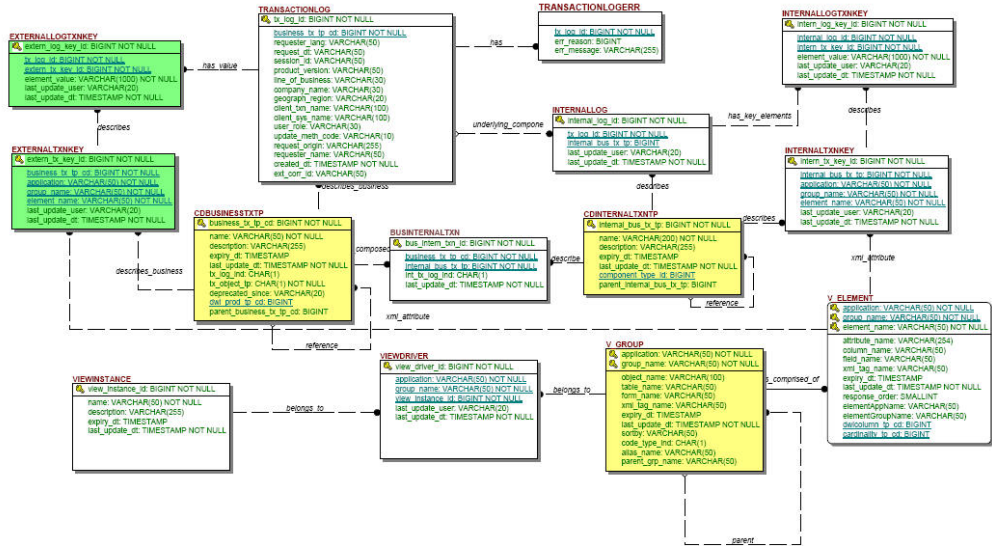 EXTERNALLOGTXNKEY
extern_log_key_id: BIGINT NOT NULL
tx_log_id: BIGINT NOT NULL
extern_tx_key_id: BIGINT NOT NULL
element_value: VARCHAR(1000) NOT NULL
last_update_user: VARCHAR(20)
last_update_dt: TIMESTAMP NOT NULL
has_value
TRANSACTIONLOG
tx_log_id: BIGINT NOT NULL
business_tx_tp_cd: BIGINT NOT NULL
requester_lang: VARCHAR(50)
request_dt: VARCHAR(50)
session_id: VARCHAR(50)
product_version: VARCHAR(50)
line_of_business: VARCHAR(30)
company_name: VARCHAR(30)
geograph_region: VARCHAR(20)
client_txn_name: VARCHAR(100)
client_sys_name: VARCHAR(100)
user_role: VARCHAR(30)
update_meth_code: VARCHAR(10)
request_origin: VARCHAR(255)
requester_name: VARCHAR(50)
created_dt: TIMESTAMP NOT NULL
ext_corr_id: VARCHAR(50)
has
TRANSACTIONLOGERR
tx_log_id: BIGINT NOT NULL
err_reason: BIGINT
err_message: VARCHAR(255)
INTERNALLOGTXNKEY
intern_log_key_id: BIGINT NOT NULL
internal_log_id: BIGINT NOT NULL
intern_tx_key_id: BIGINT NOT NULL
element_value: VARCHAR(1000) NOT NULL
last_update_user: VARCHAR(20)
last_update_dt: TIMESTAMP NOT NULL
describes
underlying_compone
INTERNALLOG
internal_log_id: BIGINT NOT NULL
tx_log_id: BIGINT NOT NULL
internal_bus_tx_tp: BIGINT
last_update_user: VARCHAR(20)
last_update_dt: TIMESTAMP NOT NULL
has_key_elements
describes
EXTERNALTXNKEY
extern_tx_key_id: BIGINT NOT NULL
business_tx_tp_cd: BIGINT NOT NULL
application: VARCHAR(50) NOT NULL
group_name: VARCHAR(50) NOT NULL
element_name: VARCHAR(50) NOT NULL
last_update_user: VARCHAR(20)
last_update_dt: TIMESTAMP NOT NULL
INTERNALTXNKEY
intern_tx_key_id: BIGINT NOT NULL
internal_bus_tx_tp: BIGINT NOT NULL
application: VARCHAR(50) NOT NULL
group_name: VARCHAR(50) NOT NULL
element_name: VARCHAR(50) NOT NULL
last_update_user: VARCHAR(20)
last_update_dt: TIMESTAMP NOT NULL
describes_business
describes
CDBUSINESSTXTP
business_tx_tp_cd: BIGINT NOT NULL
name: VARCHAR(50) NOT NULL
description: VARCHAR(255)
expiry_dt: TIMESTAMP
last_update_dt: TIMESTAMP NOT NULL
tx_log_ind: CHAR(1)
tx_object_tp: CHAR(1) NOT NULL
deprecated_since: VARCHAR(20)
dwl_prod_tp_cd: BIGINT
parent_business_tx_tp_cd: BIGINT
describes_business
composed
BUSINTERNALTXN
bus_intern_txn_id: BIGINT NOT NULL
business_tx_tp_cd: BIGINT NOT NULL
internal_bus_tx_tp: BIGINT NOT NULL
int_tx_log_ind: CHAR(1)
last_update_dt: TIMESTAMP NOT NULL
describe
CDINTERNALTXNTP
internal_bus_tx_tp: BIGINT NOT NULL
name: VARCHAR(200) NOT NULL
description: VARCHAR(255)
expiry_dt: TIMESTAMP
last_update_dt: TIMESTAMP NOT NULL
component_type_id: BIGINT
parent_internal_bus_tx_tp: BIGINT
describes
reference
xml_attribute
xml_attribute
reference
V_ELEMENT
application: VARCHAR(50) NOT NULL
group_name: VARCHAR(50) NOT NULL
element_name: VARCHAR(50) NOT NULL
attribute_name: VARCHAR(254)
column_name: VARCHAR(50)
field_name: VARCHAR(50)
xml_tag_name: VARCHAR(50)
expiry_dt: TIMESTAMP
last_update_dt: TIMESTAMP NOT NULL
response_order: SMALLINT
elementAppName: VARCHAR(50)
elementGroupName: VARCHAR(50)
dwlcolumn_tp_cd: BIGINT
cardinality_tp_cd: BIGINT
VIEWINSTANCE
view_instance_id: BIGINT NOT NULL
name: VARCHAR(50) NOT NULL
description: VARCHAR(255)
expiry_dt: TIMESTAMP
last_update_dt: TIMESTAMP NOT NULL
belongs_to
VIEWDRIVER
view_driver_id: BIGINT NOT NULL
application: VARCHAR(50) NOT NULL
group_name: VARCHAR(50) NOT NULL
view_instance_id: BIGINT NOT NULL
last_update_user: VARCHAR(20)
last_update_dt: TIMESTAMP NOT NULL
belongs_to
V_GROUP
application: VARCHAR(50) NOT NULL
group_name: VARCHAR(50) NOT NULL
object_name: VARCHAR(100)
table_name: VARCHAR(50)
form_name: VARCHAR(50)
xml_tag_name: VARCHAR(50)
expiry_dt: TIMESTAMP
last_update_dt: TIMESTAMP NOT NULL
sortby: VARCHAR(50)
code_type_ind: CHAR(1)
alias_name: VARCHAR(50)
parent_grp_name: VARCHAR(50)
s_comprised_of
parent